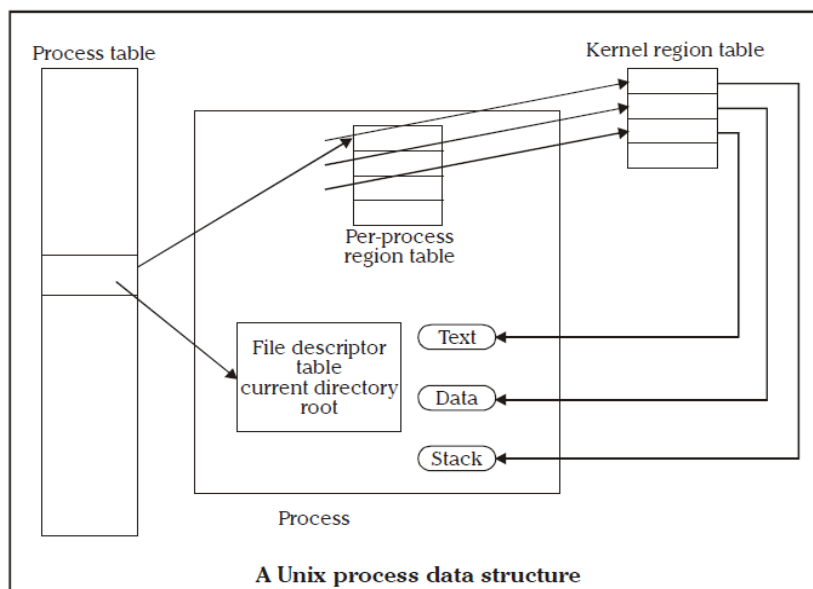 Process table
Kernel region table
Per-process
region table
File descriptor
table
current directory
root
Text
Data
Stack
Process
A Unix process data structure